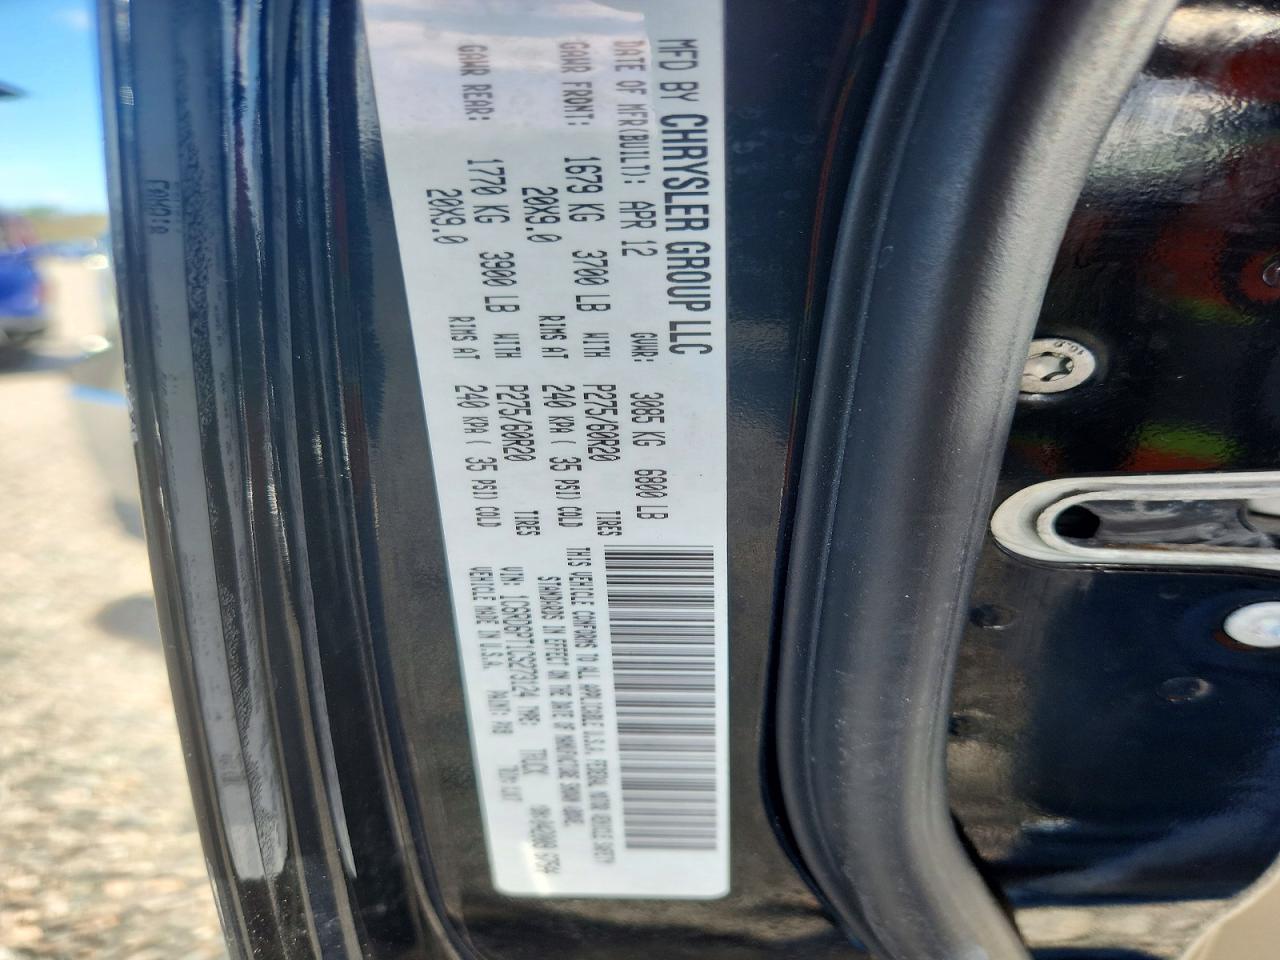 MFD BY CHRYSLER GROUP LLC
DATE OF MFR(BUILT): APR 12 GVWR: 3085 KG 6800 LB
GAWR FRONT: 1679 KG 3700 LB WITH P275/60R20 TIRES
20X9.0 RIMS AT 240 KPA ( 35 PSI) COLD
GAWR REAR: 1770 KG 3900 LB WITH P275/60R20 TIRES
20X9.0 RIMS AT 240 KPA ( 35 PSI) COLD
THIS VEHICLE CONFORMS TO ALL APPLICABLE U.S.A. FEDERAL MOTOR VEHICLE SAFETY
STANDARDS IN EFFECT ON THE DATE OF MANUFACTURE SHOWN ABOVE.
VIN: TYPE: TRUCK
VEHICLE MADE IN U.S.A. PAINT: